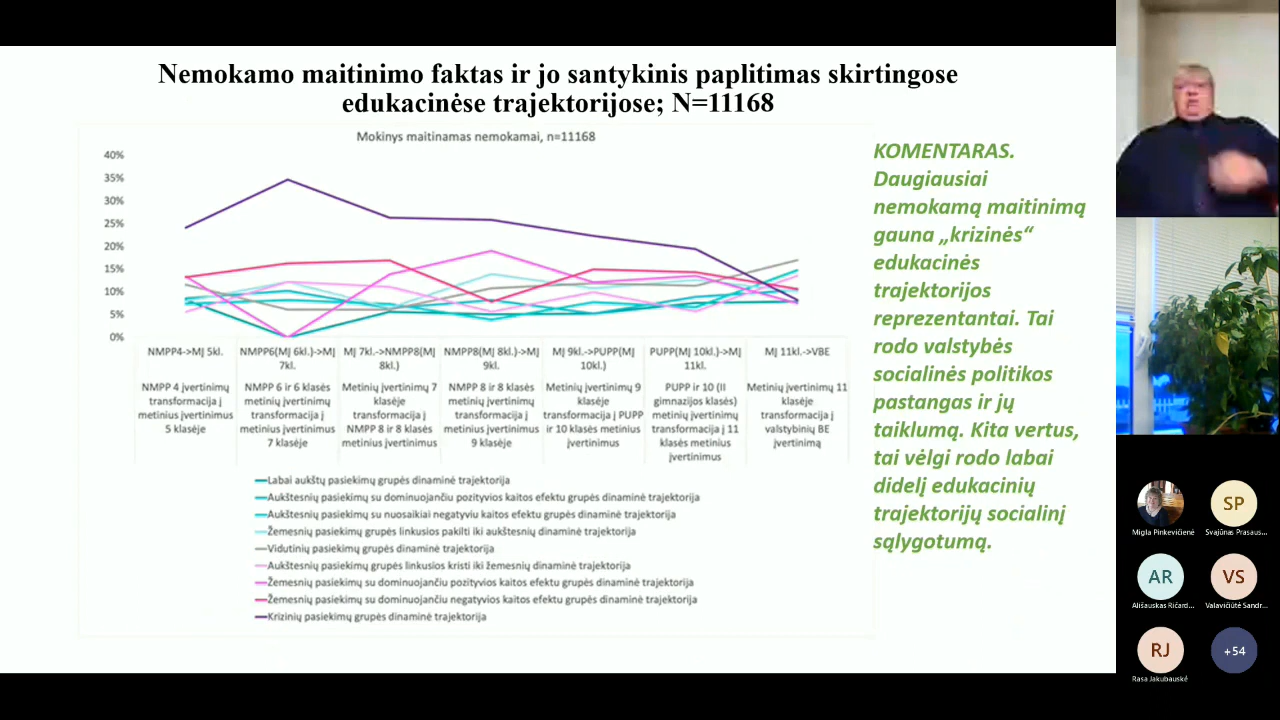 Nemokamo maitinimo faktas ir jo santykinis paplitimas skirtingose
edukacinėse trajektorijose; N=11168
Mokinys maitinamas nemokamai, n=11168
40%
35%
30%
25%
20%
15%
10%
5%
0%
NMPP4->MJ 5kl.
NMPP6(MJ 6kl.)->MJ
7kl.
MJ 7kl.->NMPP8(MJ
8kl.)
NMPP8(MJ 8kl.)->MJ
9kl.
MJ 9kl.->PUPP(MJ
10kl.)
PUPP(MJ 10kl.)->MJ
11kl.
MJ 11kl.->VBE
NMPP 4 įvertinimų
transformacija į
metinius įvertinimus
5 klasėje
NMPP 6 ir 6 klasės
metinių įvertinimų
transformacija į
metinius įvertinimus
7 klasėje
Metinių įvertinimų 7
klasėje
transformacija į
NMPP 8 ir 8 klasės
metinius įvertinimus
NMPP 8 ir 8 klasės
metinių įvertinimų
transformacija į
metinius įvertinimus
9 klasėje
Metinių įvertinimų 9
klasėje
transformacija į PUPP
ir 10 klasės metinius
įvertinimus
PUPP ir 10 (II
gimnazijos klasės)
metinių įvertinimų
transformacija į 11
klasės metinius
įvertinimus
Metinių įvertinimų 11
klasėje
transformacija į
valstybinių BE
įvertinimą
Labai aukštų pasiekimų grupės dinaminė trajektorija
Aukštesnių pasiekimų su dominuojančiu pozityvios kaitos efektu grupės dinaminė trajektorija
Aukštesnių pasiekimų su nuosaikiai negatyviu kaitos efektu grupės dinaminė trajektorija
Žemesnių pasiekimų grupės linkusios pakilti iki aukštesnių dinaminė trajektorija
Vidutinių pasiekimų grupės dinaminė trajektorija
Aukštesnių pasiekimų grupės linkusios kristi iki žemesnių dinaminė trajektorija
Žemesnių pasiekimų su dominuojančiu pozityvios kaitos efektu grupės dinaminė trajektorija
Žemesnių pasiekimų su dominuojančiu negatyvios kaitos efektu grupės dinaminė trajektorija
Krizinių pasiekimų grupės dinaminė trajektorija
KOMENTARAS.
Daugiausiai
nemokamą maitinimą
gauna „krizinės“
edukacinės
trajektorijos
reprezentantai. Tai
rodo valstybės
socialinės politikos
pastangas ir jų
taiklumą. Kita vertus,
tai vėlgi rodo labai
didelį edukacinių
trajektorijų socialinį
sąlygotumą.
Migla Pinkevičienė
SP
Svajūnas Prasaus...
AR
Ališauskas Ričard...
VS
Valavičiūtė Sandr...
RJ
Rasa Jakubauskė
+54